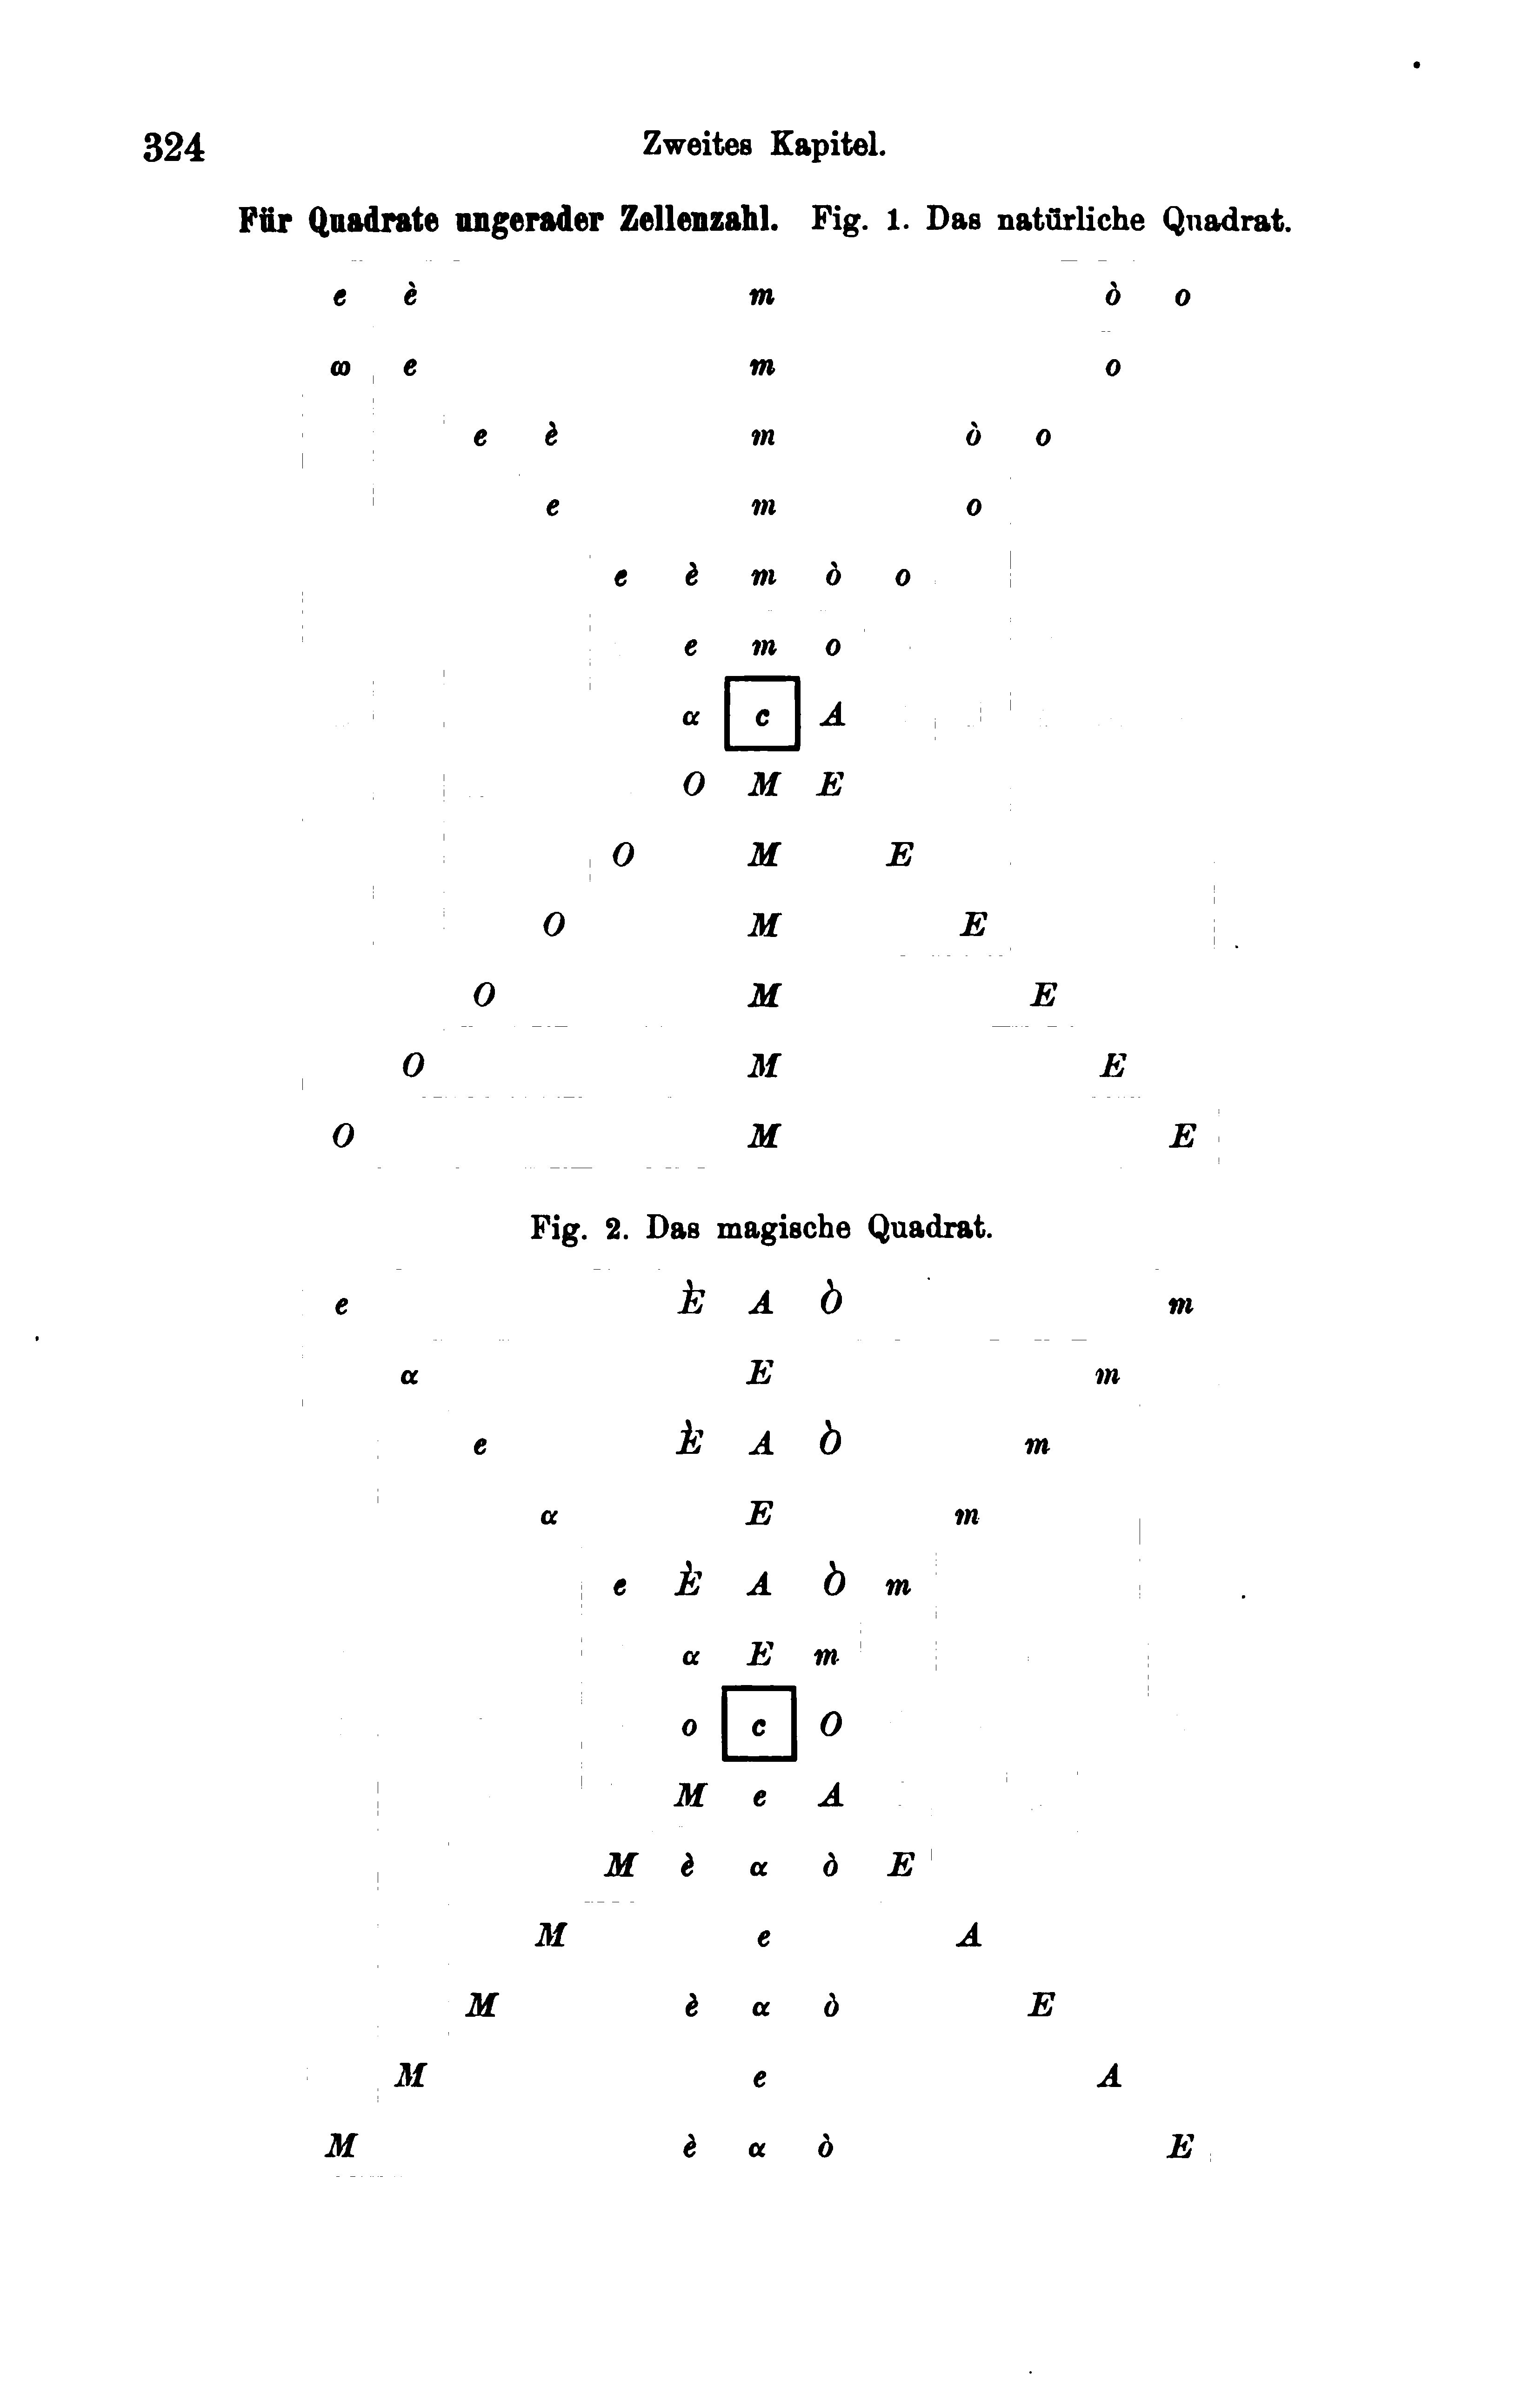 324 Zweites Kapitel.
Für Quadrate ungerader Zellenzahl. Fig. 1. Das natürliche Quadrat.
e è m ò o
ω e m o
e è m ò o
e m o
e è m ò o
e m o
α c A
O M E
O M E
O M E
O M E
O M E
O M E
Fig. 2. Das magische Quadrat.
e È A Ò m
α E m
e È A Ò m
α E m
e È A Ò m
α E m
o c O
M e A
M è α ò E
M e A
M è α ò E
M e A
M è α ò E